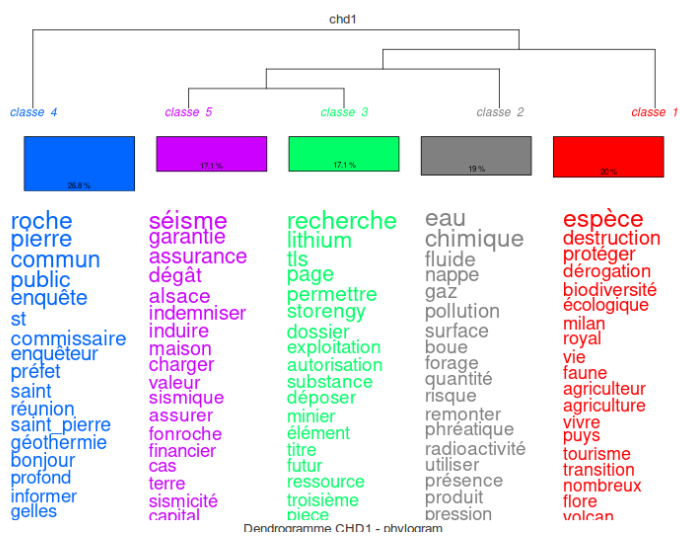 chd1
classe 4
classe 5
classe 3
classe 2
classe 1
26.8 %
17.1 %
17.1 %
19 %
20 %
roche
pierre
commun
public
enquête
st
commissaire
enquêteur
préfet
saint
réunion
saint_pierre
géothermie
bonjour
profond
informer
gelles
séisme
garantie
assurance
dégât
alsace
indemniser
induire
maison
charger
valeur
sismique
assurer
fonroche
financier
cas
terre
sismicité
capital
recherche
lithium
tls
page
permettre
storengy
dossier
exploitation
autorisation
substance
déposer
minier
élément
titre
futur
ressource
troisième
piece
eau
chimique
fluide
nappe
gaz
pollution
surface
boue
forage
quantité
risque
remonter
phréatique
radioactivité
utiliser
présence
produit
pression
espèce
destruction
protéger
dérogation
biodiversité
écologique
milan
royal
vie
faune
agriculteur
agriculture
vivre
puys
tourisme
transition
nombreux
flore
volcan
Dendrogramme CHD1 - phylogram